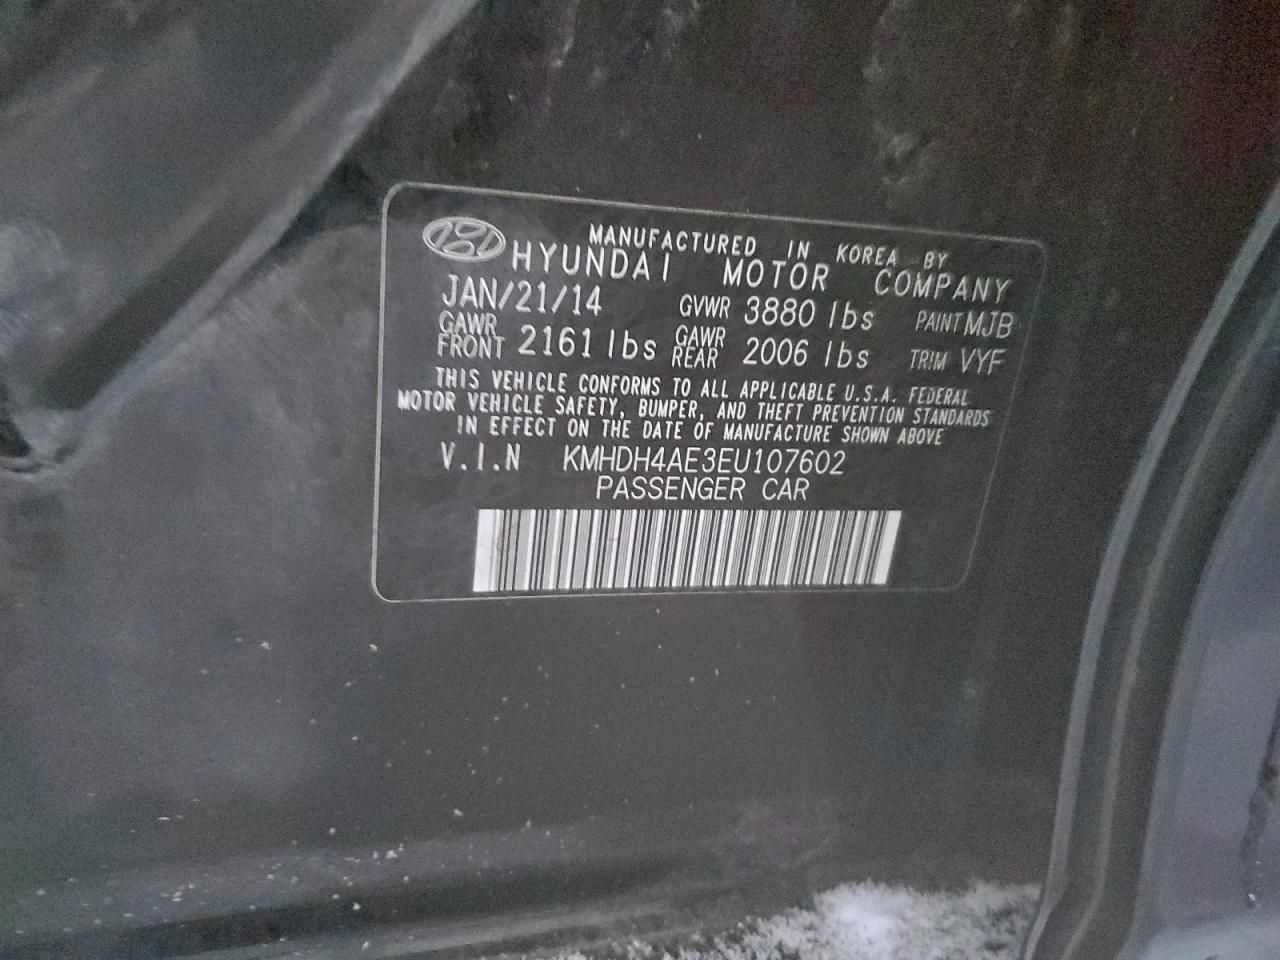 MANUFACTURED IN KOREA BY
HYUNDAI MOTOR COMPANY
JAN/21/14 GVWR 3880 lbs PAINT MJB
GAWR FRONT 2161 lbs GAWR REAR 2006 lbs TRIM VYF
THIS VEHICLE CONFORMS TO ALL APPLICABLE U.S.A. FEDERAL
MOTOR VEHICLE SAFETY, BUMPER, AND THEFT PREVENTION STANDARDS
IN EFFECT ON THE DATE OF MANUFACTURE SHOWN ABOVE
V.I.N KMHDH4AE3EU107602
PASSENGER CAR